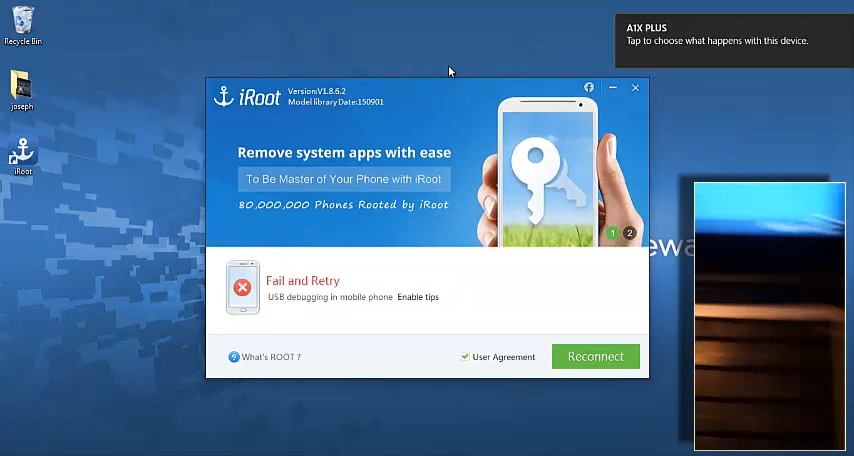 Recycle Bin
joseph
iRoot
A1X PLUS
Tap to choose what happens with this device.
iRoot
Version:V1.8.6.2
Model library Date:150901
Remove system apps with ease
To Be Master of Your Phone with iRoot
80,000,000 Phones Rooted by iRoot
1 2
Fail and Retry
USB debugging in mobile phone Enable tips
? What's ROOT ?
User Agreement
Reconnect